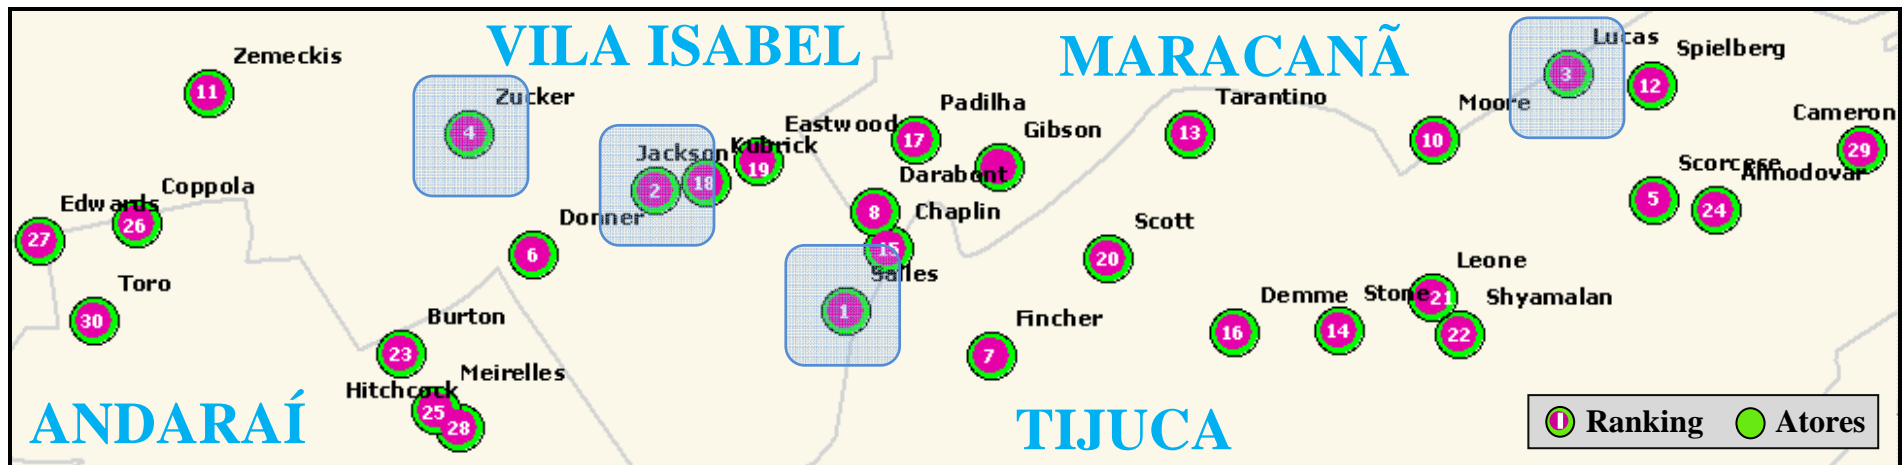 VILA ISABEL
MARACANÃ
Lucas
3
Spielberg
12
Zemeckis
11
Zucker
4
Padilha
17
Gibson
Tarantino
13
Moore
10
Cameron
29
Eastwood
19
Kubrick
18
Jackson
2
Darabont
8
Scorcese
5
Almodovar
24
Coppola
26
Edwards
27
Donner
6
Chaplin
15
Scott
20
Salles
1
Toro
30
Leone
21
Shyamalan
22
Demme
16
Stone
14
Burton
23
Fincher
7
Meirelles
28
Hitchcock
25
ANDARAÍ
TIJUCA
1 Ranking Atores